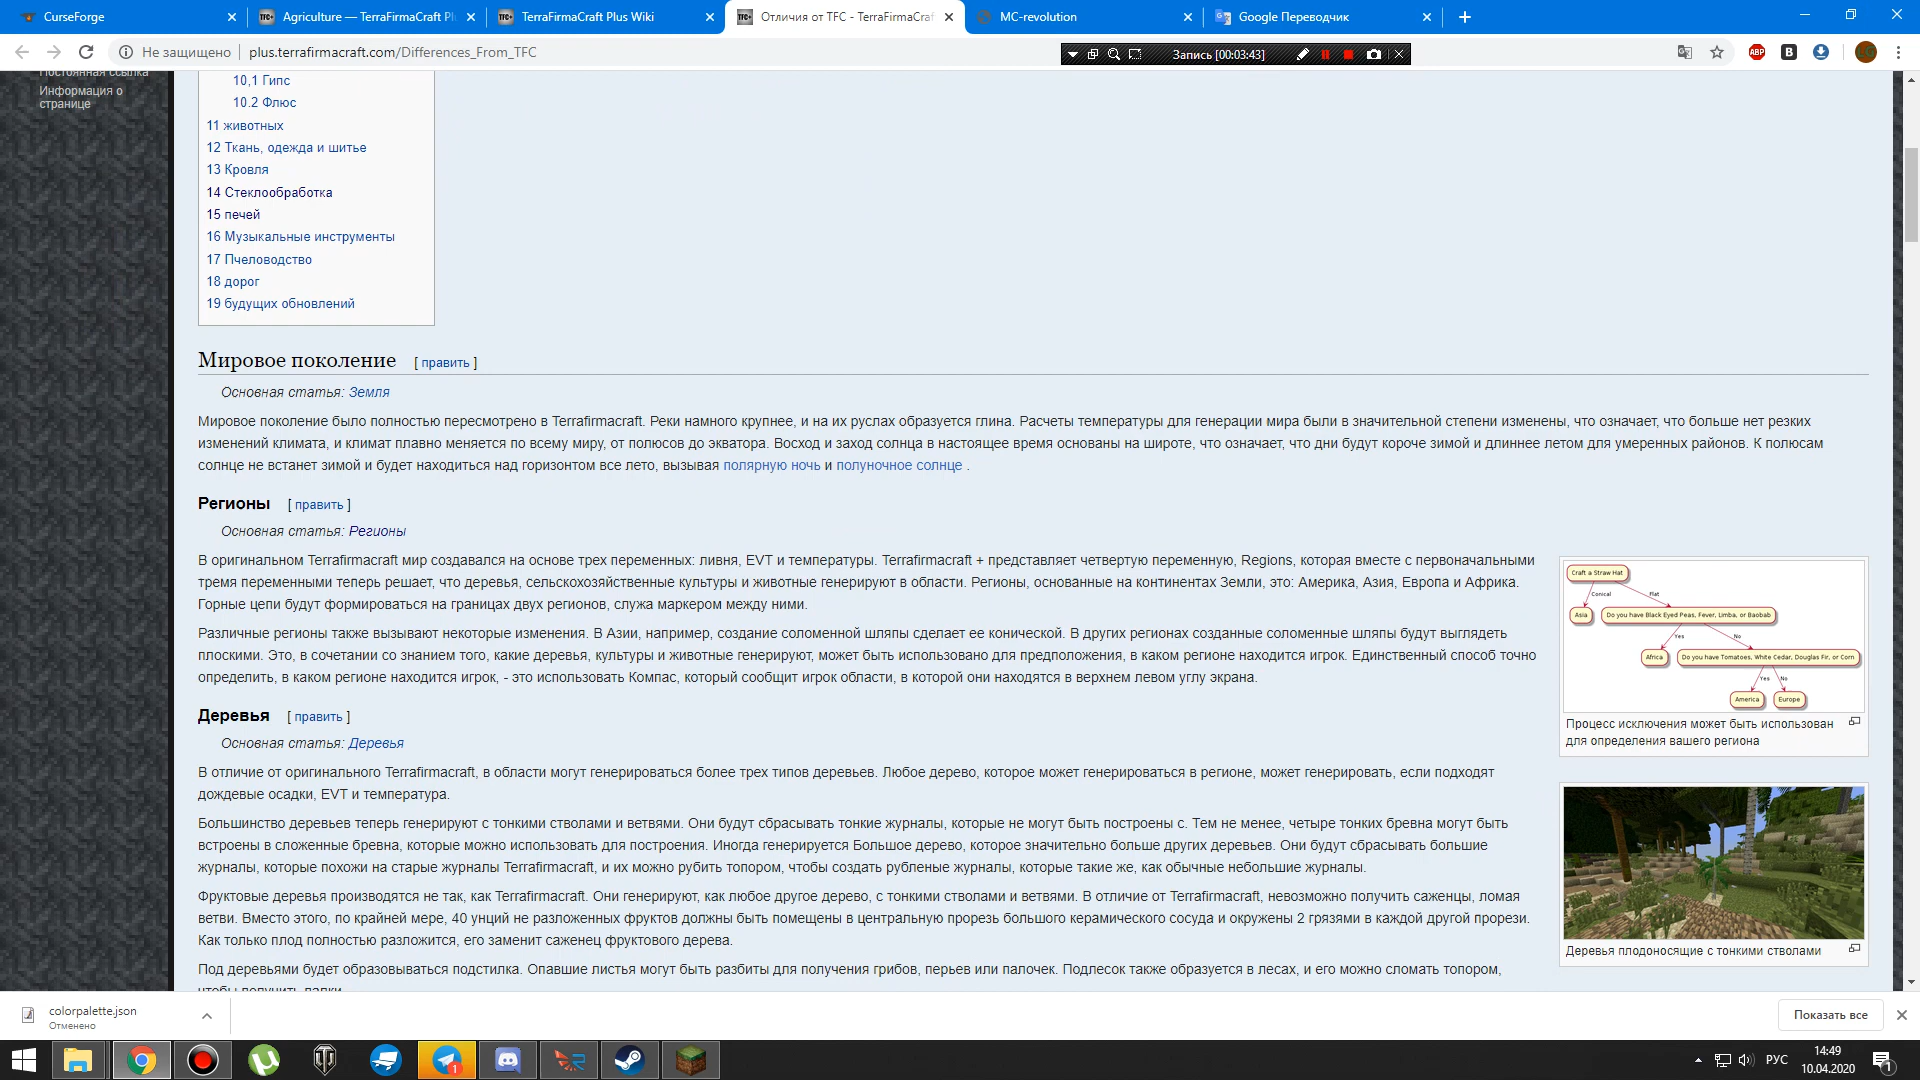 CurseForge
Agriculture — TerraFirmaCraft Pl
TerraFirmaCraft Plus Wiki
Отличия от TFC - TerraFirmaCraf
MC-revolution
Google Переводчик
Не защищено
plus.terrafirmacraft.com/Differences_From_TFC
Запись [00:03:43]
Постоянная ссылка
Информация о
странице
10,1 Гипс
10.2 Флюс
11 животных
12 Ткань, одежда и шитье
13 Кровля
14 Стеклообработка
15 печей
16 Музыкальные инструменты
17 Пчеловодство
18 дорог
19 будущих обновлений
Мировое поколение [ править ]
Основная статья: Земля
Мировое поколение было полностью пересмотрено в Terrafirmacraft. Реки намного крупнее, и на их руслах образуется глина. Расчеты температуры для генерации мира были в значительной степени изменены, что означает, что больше нет резких
изменений климата, и климат плавно меняется по всему миру, от полюсов до экватора. Восход и заход солнца в настоящее время основаны на широте, что означает, что дни будут короче зимой и длиннее летом для умеренных районов. К полюсам
солнце не встанет зимой и будет находиться над горизонтом все лето, вызывая полярную ночь и полуночное солнце .
Регионы [ править ]
Основная статья: Регионы
В оригинальном Terrafirmacraft мир создавался на основе трех переменных: ливня, EVT и температуры. Terrafirmacraft + представляет четвертую переменную, Regions, которая вместе с первоначальными
тремя переменными теперь решает, что деревья, сельскохозяйственные культуры и животные генерируют в области. Регионы, основанные на континентах Земли, это: Америка, Азия, Европа и Африка.
Горные цепи будут формироваться на границах двух регионов, служа маркером между ними.
Различные регионы также вызывают некоторые изменения. В Азии, например, создание соломенной шляпы сделает ее конической. В других регионах созданные соломенные шляпы будут выглядеть
плоскими. Это, в сочетании со знанием того, какие деревья, культуры и животные генерируют, может быть использовано для предположения, в каком регионе находится игрок. Единственный способ точно
определить, в каком регионе находится игрок, - это использовать Компас, который сообщит игрок области, в которой они находятся в верхнем левом углу экрана.
Craft a Straw Hat
Conical
Flat
Asia
Do you have Black Eyed Peas, Fever, Limba, or Baobab
Yes
No
Africa
Do you have Tomatoes, White Cedar, Douglas Fir, or Corn
Yes
No
America
Europe
Процесс исключения может быть использован
для определения вашего региона
Деревья [ править ]
Основная статья: Деревья
В отличие от оригинального Terrafirmacraft, в области могут генерироваться более трех типов деревьев. Любое дерево, которое может генерироваться в регионе, может генерировать, если подходят
дождевые осадки, EVT и температура.
Большинство деревьев теперь генерируют с тонкими стволами и ветвями. Они будут сбрасывать тонкие журналы, которые не могут быть построены с. Тем не менее, четыре тонких бревна могут быть
встроены в сложенные бревна, которые можно использовать для построения. Иногда генерируется Большое дерево, которое значительно больше других деревьев. Они будут сбрасывать большие
журналы, которые похожи на старые журналы Terrafirmacraft, и их можно рубить топором, чтобы создать рубленые журналы, которые такие же, как обычные небольшие журналы.
Фруктовые деревья производятся не так, как Terrafirmacraft. Они генерируют, как любое другое дерево, с тонкими стволами и ветвями. В отличие от Terrafirmacraft, невозможно получить саженцы, ломая
ветви. Вместо этого, по крайней мере, 40 унций не разложенных фруктов должны быть помещены в центральную прорезь большого керамического сосуда и окружены 2 грязями в каждой другой прорези.
Как только плод полностью разложится, его заменит саженец фруктового дерева.
Деревья плодоносящие с тонкими стволами
Под деревьями будет образовываться подстилка. Опавшие листья могут быть разбиты для получения грибов, перьев или палочек. Подлесок также образуется в лесах, и его можно сломать топором,
чтобы получить палки.
colorpalette.json
Отменено
Показать все
РУС
14:49
10.04.2020